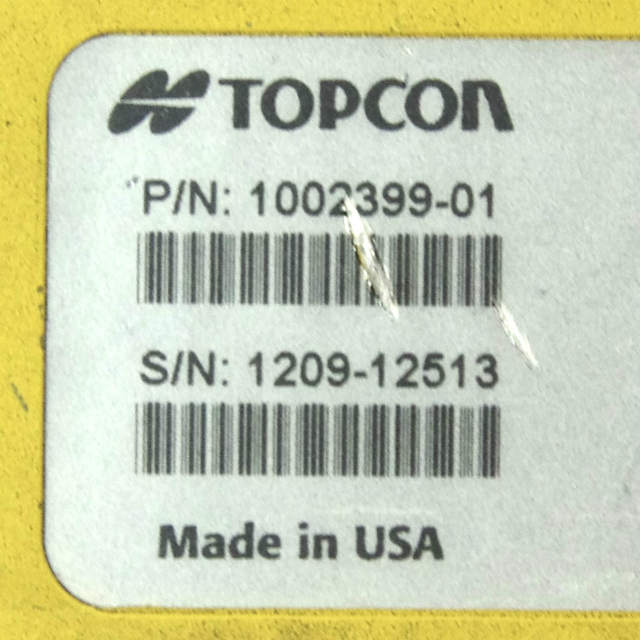 TOPCON
P/N: 1002399-01
S/N: 1209-12513
Made in USA